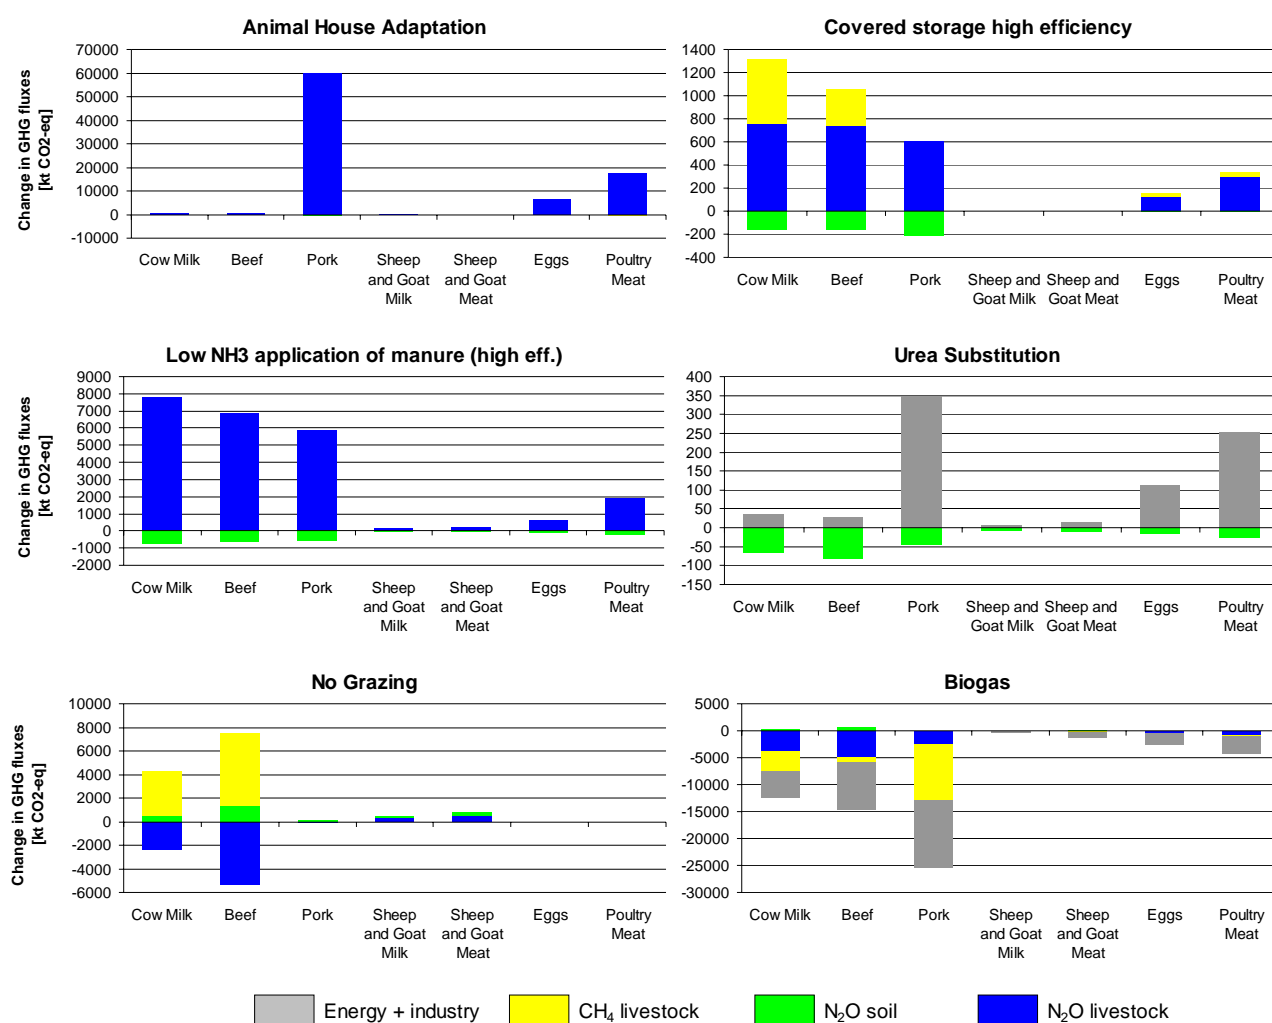 Animal House Adaptation
Change in GHG fluxes
[kt CO2-eq]
70000
60000
50000
40000
30000
20000
10000
0
-10000
Cow Milk
Beef
Pork
Sheep
and Goat
Milk
Sheep
and Goat
Meat
Eggs
Poultry
Meat
Covered storage high efficiency
1400
1200
1000
800
600
400
200
0
-200
-400
Cow Milk
Beef
Pork
Sheep and
Goat Milk
Sheep and
Goat Meat
Eggs
Poultry
Meat
Low NH3 application of manure (high eff.)
Change in GHG fluxes
[kt CO2-eq]
9000
8000
7000
6000
5000
4000
3000
2000
1000
0
-1000
-2000
Cow Milk
Beef
Pork
Sheep
and Goat
Milk
Sheep
and Goat
Meat
Eggs
Poultry
Meat
Urea Substitution
400
350
300
250
200
150
100
50
0
-50
-100
-150
Cow Milk
Beef
Pork
Sheep and
Goat Milk
Sheep and
Goat Meat
Eggs
Poultry
Meat
No Grazing
Change in GHG fluxes
[kt CO2-eq]
10000
8000
6000
4000
2000
0
-2000
-4000
-6000
Cow Milk
Beef
Pork
Sheep
and Goat
Milk
Sheep
and Goat
Meat
Eggs
Poultry
Meat
Biogas
5000
0
-5000
-10000
-15000
-20000
-25000
-30000
Cow Milk
Beef
Pork
Sheep
and Goat
Milk
Sheep
and Goat
Meat
Eggs
Poultry
Meat
Energy + industry
CH₄ livestock
N₂O soil
N₂O livestock